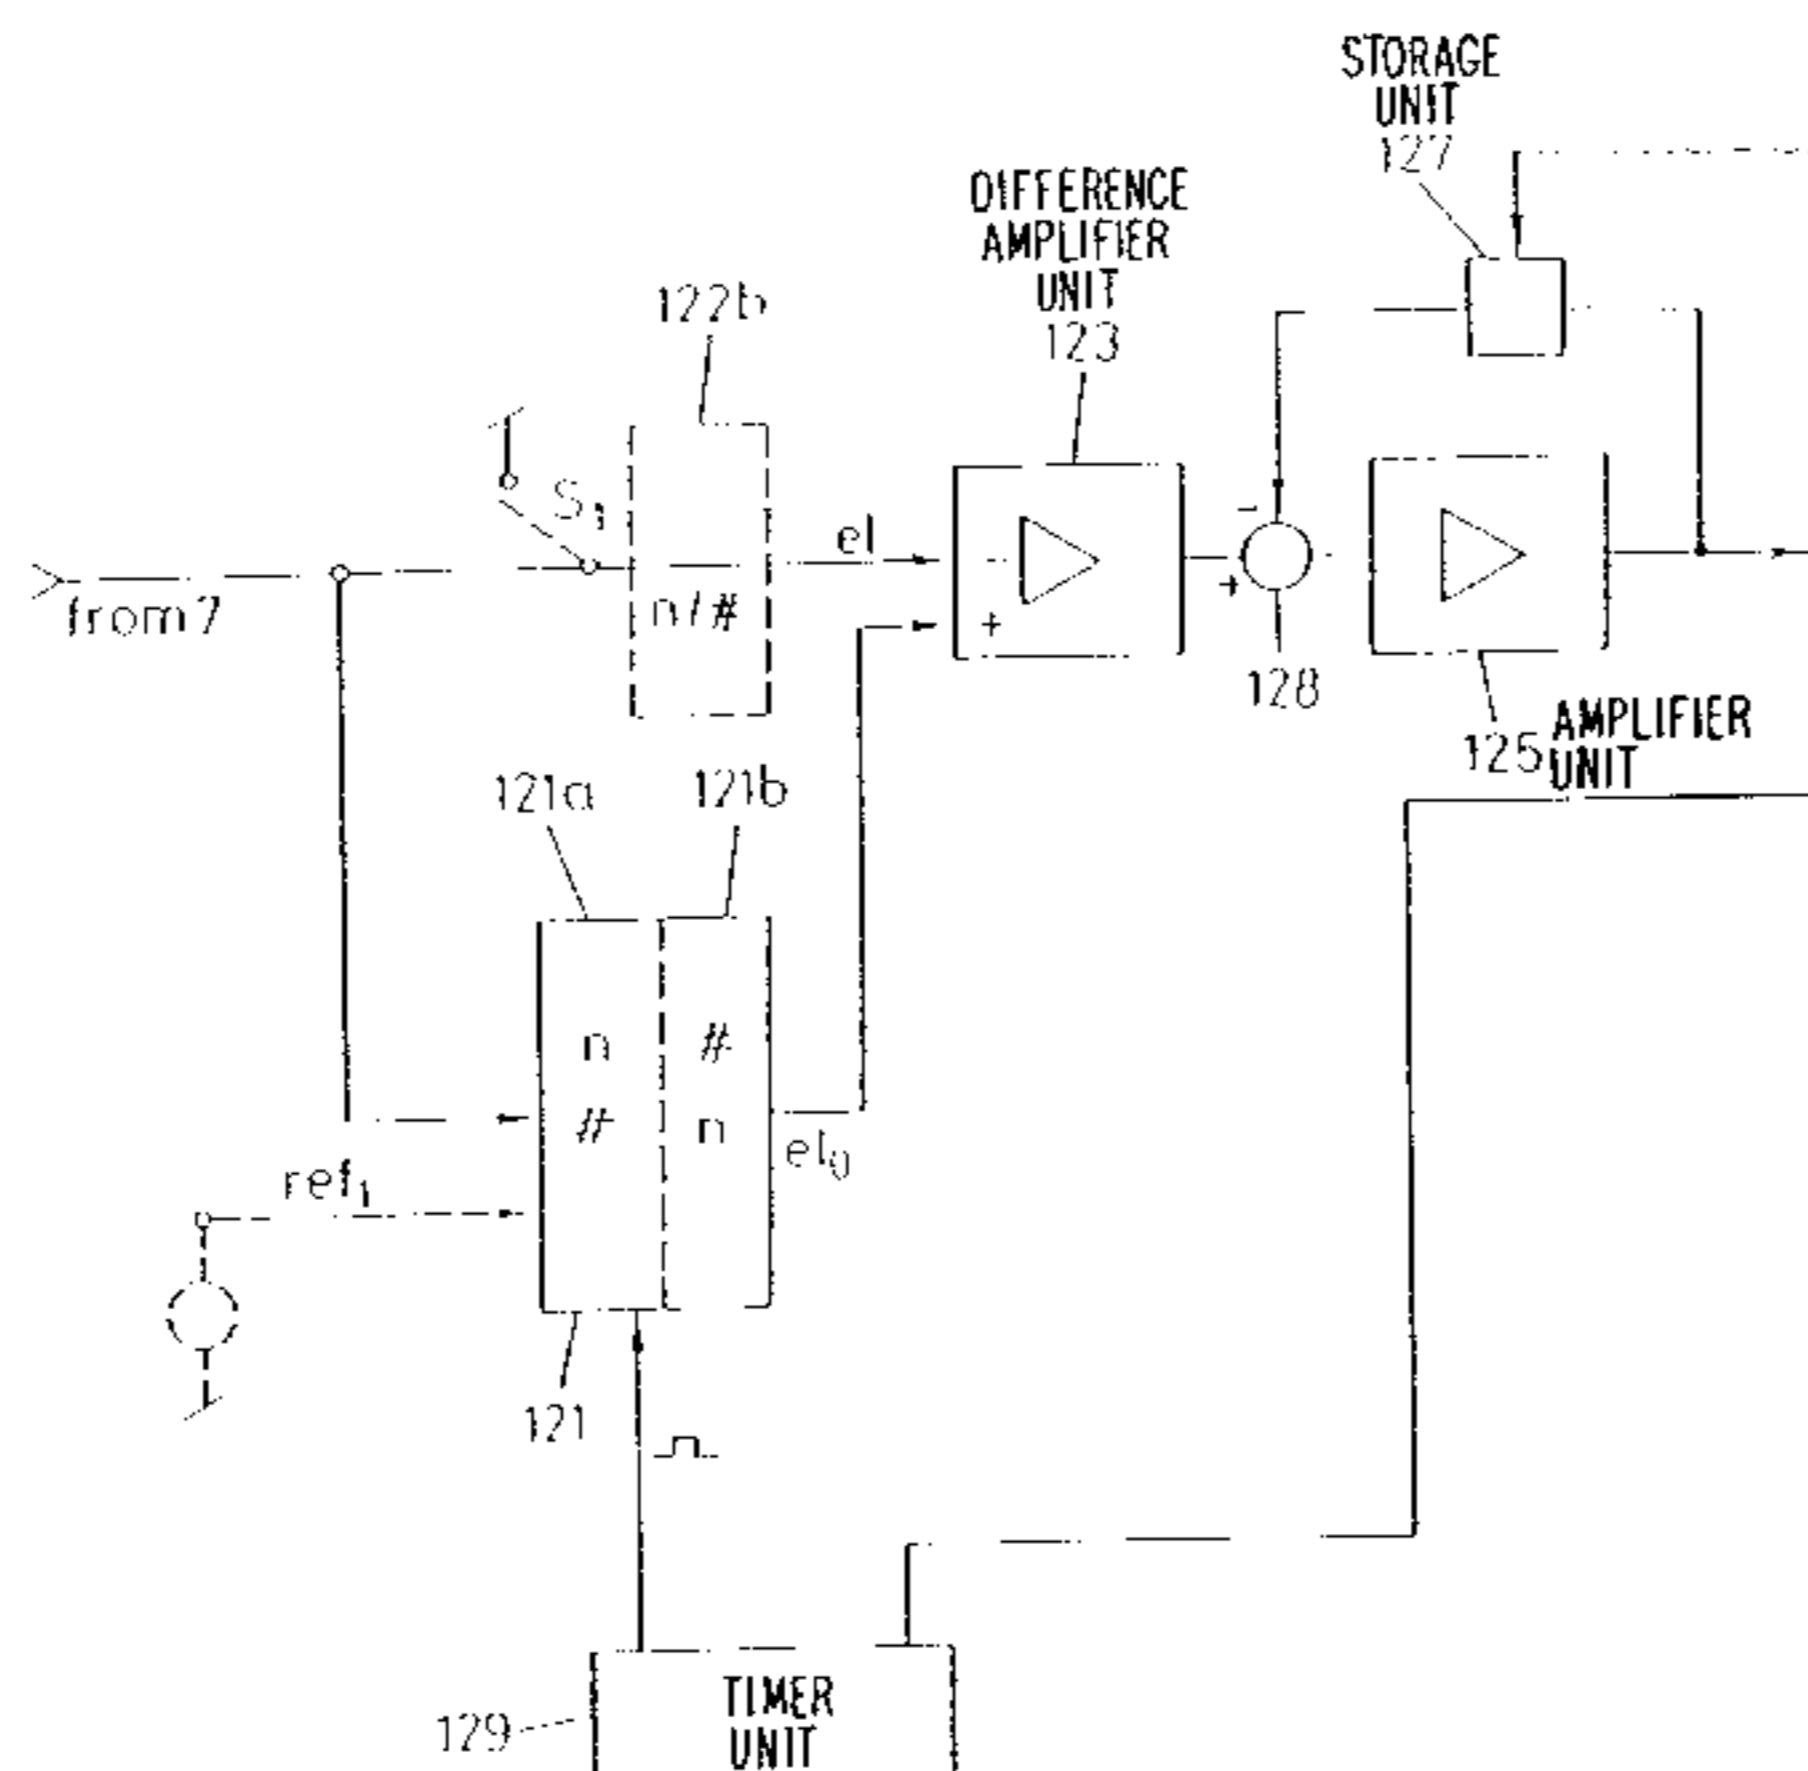 STORAGE
UNIT
127
DIFFERENCE
AMPLIFIER
UNIT
123
122b
S1
el
from 7
n/#
-
+
-
+
128
125 AMPLIFIER
UNIT
121a
121b
n
#
#
n
el0
ref1
121
129
TIMER
UNIT